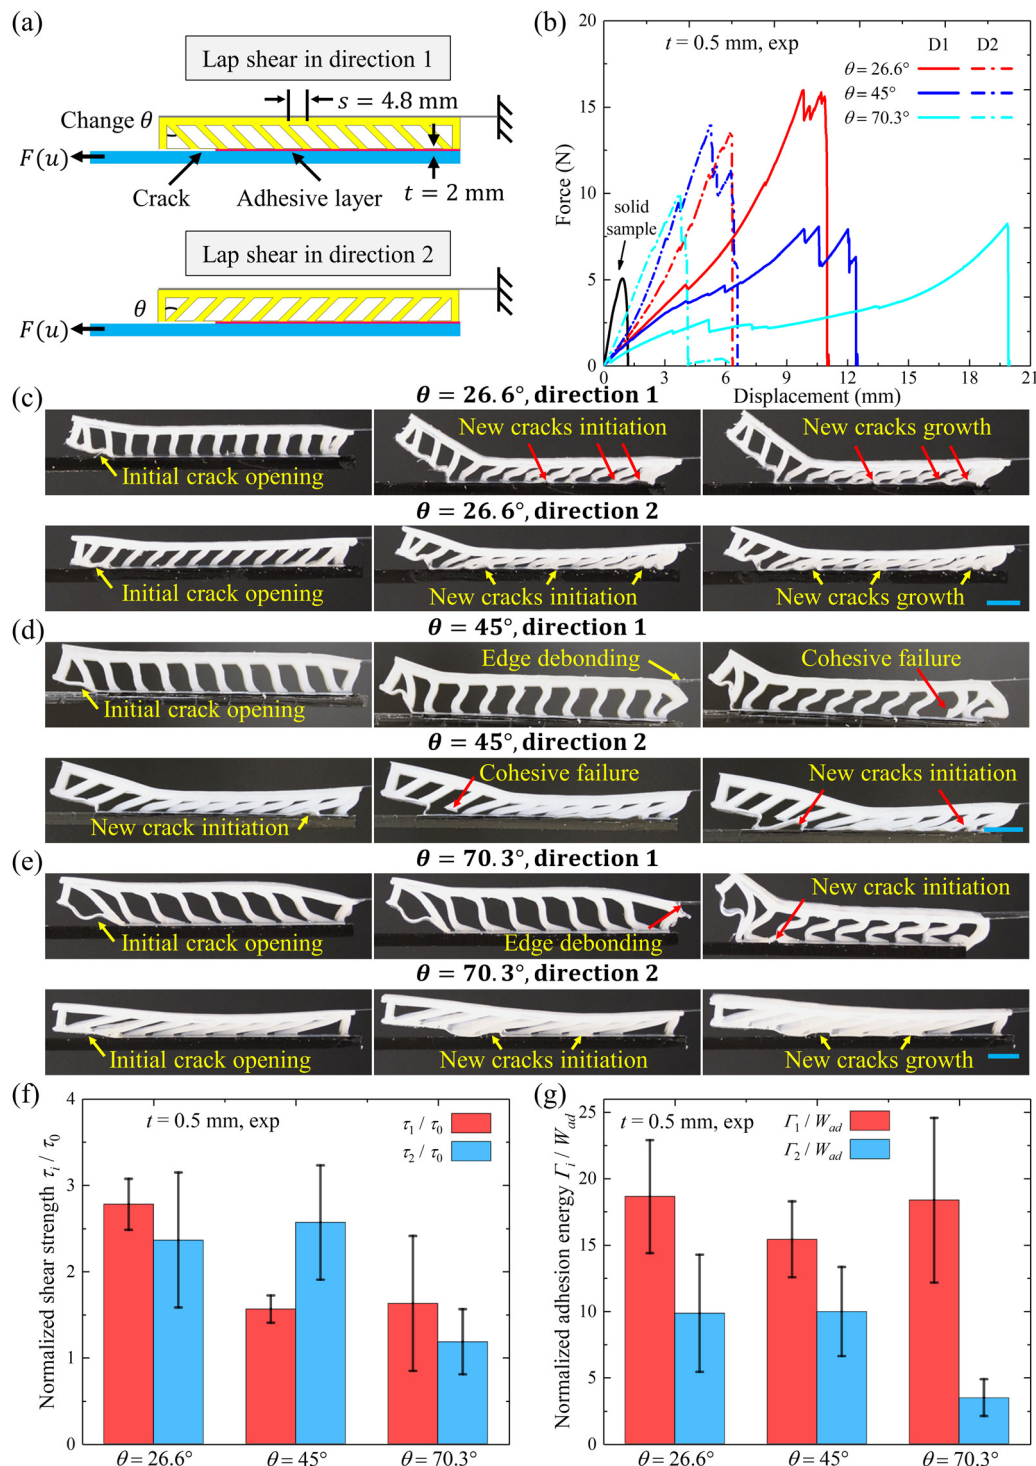 (a)
Lap shear in direction 1
s = 4.8 mm
Change θ
F(u)
Crack
Adhesive layer
t = 2 mm
Lap shear in direction 2
θ
F(u)
(b)
t = 0.5 mm, exp
D1 D2
θ = 26.6°
θ = 45°
θ = 70.3°
solid
sample
Force (N)
20
15
10
5
0
0 3 6 9 12 15 18 21
Displacement (mm)
(c)
θ = 26.6°, direction 1
Initial crack opening
New cracks initiation
New cracks growth
θ = 26.6°, direction 2
Initial crack opening
New cracks initiation
New cracks growth
(d)
θ = 45°, direction 1
Initial crack opening
Edge debonding
Cohesive failure
θ = 45°, direction 2
New crack initiation
Cohesive failure
New cracks initiation
(e)
θ = 70.3°, direction 1
Initial crack opening
Edge debonding
New crack initiation
θ = 70.3°, direction 2
Initial crack opening
New cracks initiation
New cracks growth
(f)
t = 0.5 mm, exp
τ1 / τ0
τ2 / τ0
Normalized shear strength τi / τ0
4
3
2
1
0
θ = 26.6° θ = 45° θ = 70.3°
(g)
t = 0.5 mm, exp
Γ1 / Wad
Γ2 / Wad
Normalized adhesion energy Γi / Wad
25
20
15
10
5
0
θ = 26.6° θ = 45° θ = 70.3°